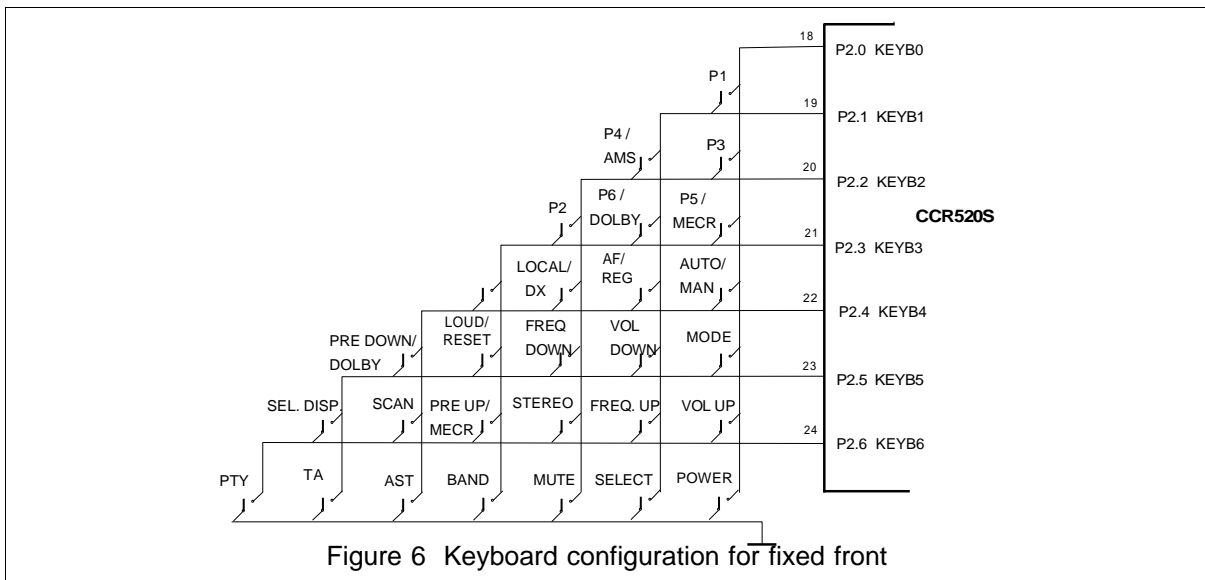 18
P2.0 KEYB0
P1
19
P2.1 KEYB1
P4 /
AMS
P3
20
P2.2 KEYB2
P6 /
DOLBY
P5 /
MECR
CCR520S
P2
21
P2.3 KEYB3
LOCAL/
DX
AF/
REG
AUTO/
MAN
22
P2.4 KEYB4
PRE DOWN/
DOLBY
LOUD/
RESET
FREQ
DOWN
VOL
DOWN
MODE
23
P2.5 KEYB5
SEL. DISP.
SCAN
PRE UP/
MECR
STEREO
FREQ. UP
VOL UP
24
P2.6 KEYB6
PTY
TA
AST
BAND
MUTE
SELECT
POWER
Figure 6 Keyboard configuration for fixed front